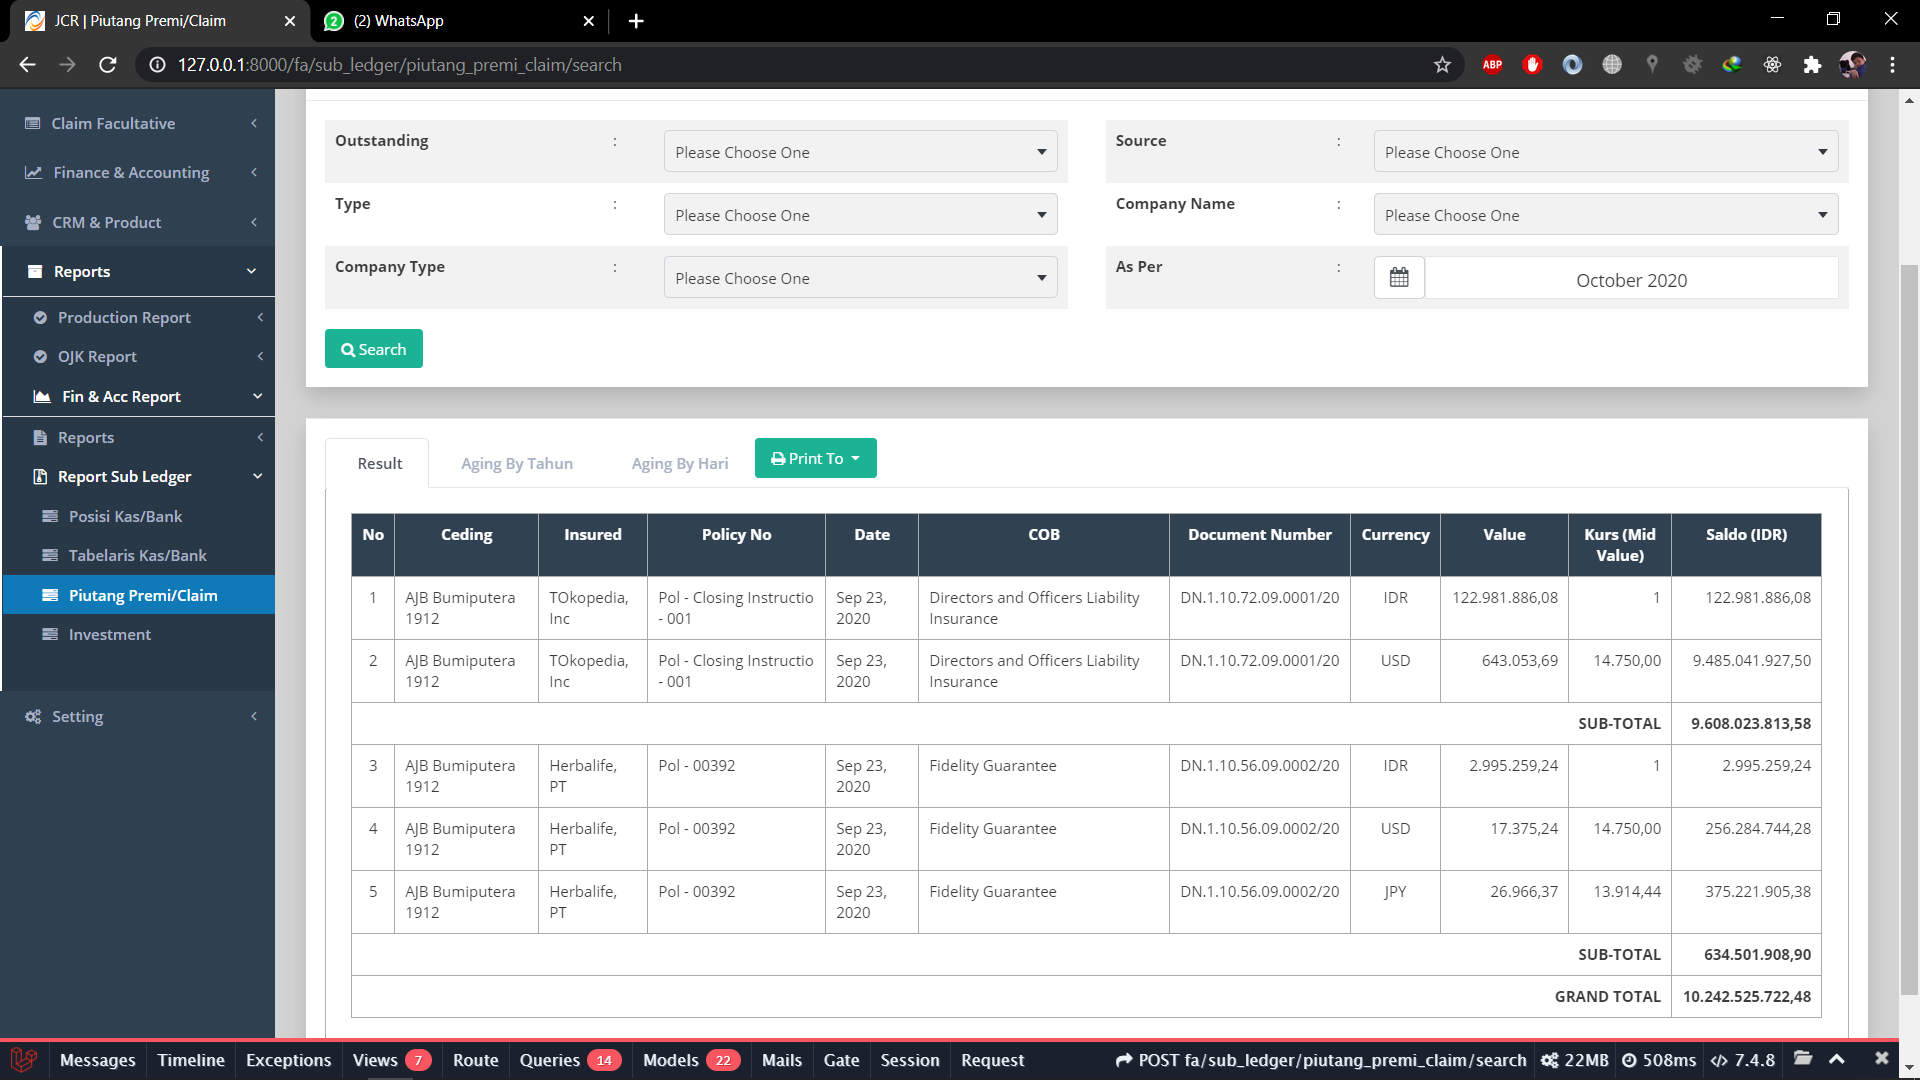 JCR | Piutang Premi/Claim
2
(2) WhatsApp
127.0.0.1:8000/fa/sub_ledger/piutang_premi_claim/search
ABP
Claim Facultative
Finance & Accounting
CRM & Product
Reports
Production Report
OJK Report
Fin & Acc Report
Reports
Report Sub Ledger
Posisi Kas/Bank
Tabelaris Kas/Bank
Piutang Premi/Claim
Investment
Setting
Outstanding : Please Choose One
Source : Please Choose One
Type : Please Choose One
Company Name : Please Choose One
Company Type : Please Choose One
As Per : October 2020
Search
Result Aging By Tahun Aging By Hari Print To
No Ceding Insured Policy No Date COB Document Number Currency Value Kurs (Mid Value) Saldo (IDR)
1 AJB Bumiputera 1912 TOkopedia, Inc Pol - Closing Instructio - 001 Sep 23, 2020 Directors and Officers Liability Insurance DN.1.10.72.09.0001/20 IDR 122.981.886,08 1 122.981.886,08
2 AJB Bumiputera 1912 TOkopedia, Inc Pol - Closing Instructio - 001 Sep 23, 2020 Directors and Officers Liability Insurance DN.1.10.72.09.0001/20 USD 643.053,69 14.750,00 9.485.041.927,50
SUB-TOTAL 9.608.023.813,58
3 AJB Bumiputera 1912 Herbalife, PT Pol - 00392 Sep 23, 2020 Fidelity Guarantee DN.1.10.56.09.0002/20 IDR 2.995.259,24 1 2.995.259,24
4 AJB Bumiputera 1912 Herbalife, PT Pol - 00392 Sep 23, 2020 Fidelity Guarantee DN.1.10.56.09.0002/20 USD 17.375,24 14.750,00 256.284.744,28
5 AJB Bumiputera 1912 Herbalife, PT Pol - 00392 Sep 23, 2020 Fidelity Guarantee DN.1.10.56.09.0002/20 JPY 26.966,37 13.914,44 375.221.905,38
SUB-TOTAL 634.501.908,90
GRAND TOTAL 10.242.525.722,48
Messages Timeline Exceptions Views 7 Route Queries 14 Models 22 Mails Gate Session Request POST fa/sub_ledger/piutang_premi_claim/search 22MB 508ms 7.4.8